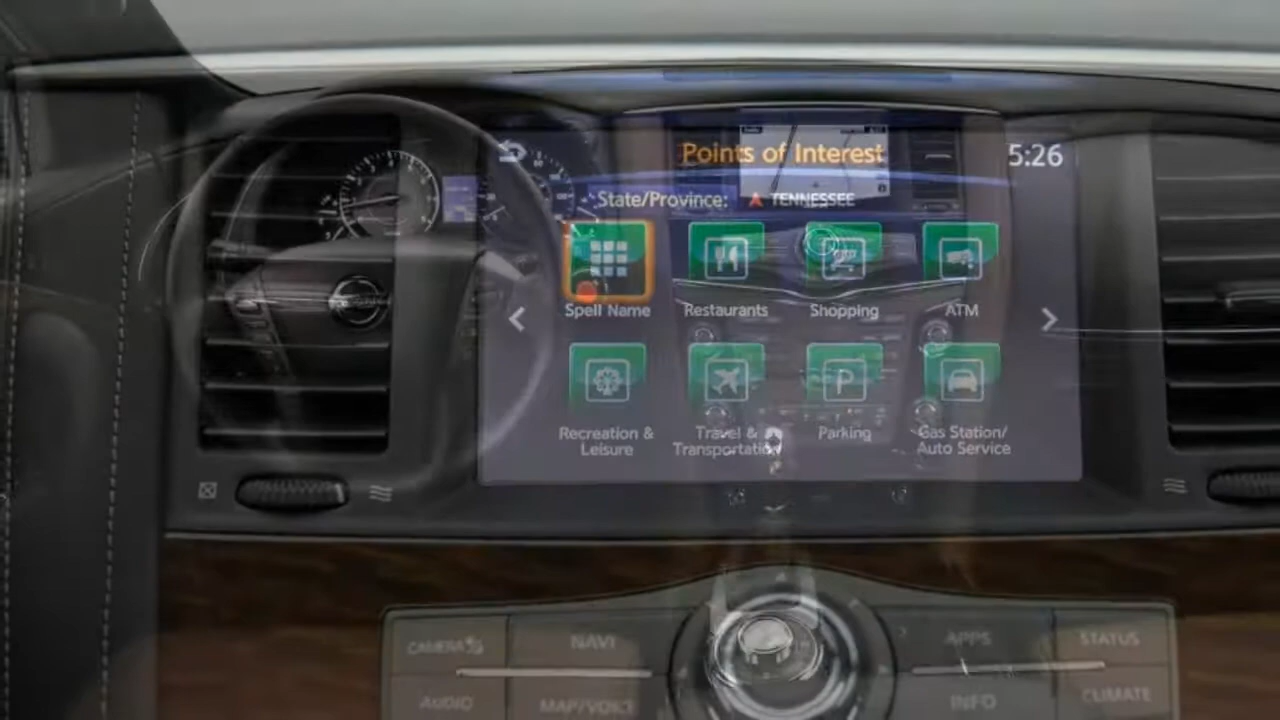 Points of Interest
5:26
State/Province: TENNESSEE
Spell Name
Restaurants
Shopping
ATM
Recreation &
Leisure
Travel &
Transportation
Parking
P
Gas Station/
Auto Service
CAMERA
NAVI
APPS
STATUS
AUDIO
MAP/VOICE
INFO
CLIMATE